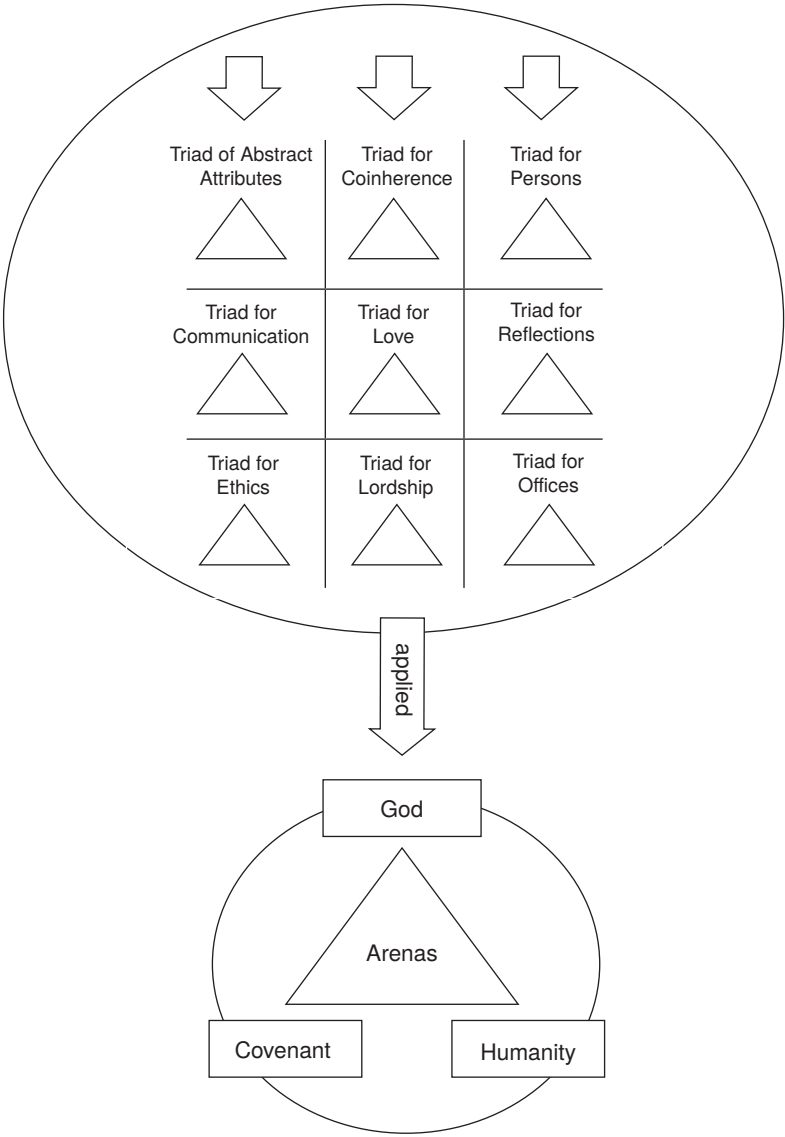 Triad of Abstract
Attributes
Triad for
Coinherence
Triad for
Persons
Triad for
Communication
Triad for
Love
Triad for
Reflections
Triad for
Ethics
Triad for
Lordship
Triad for
Offices
applied
God
Arenas
Covenant
Humanity